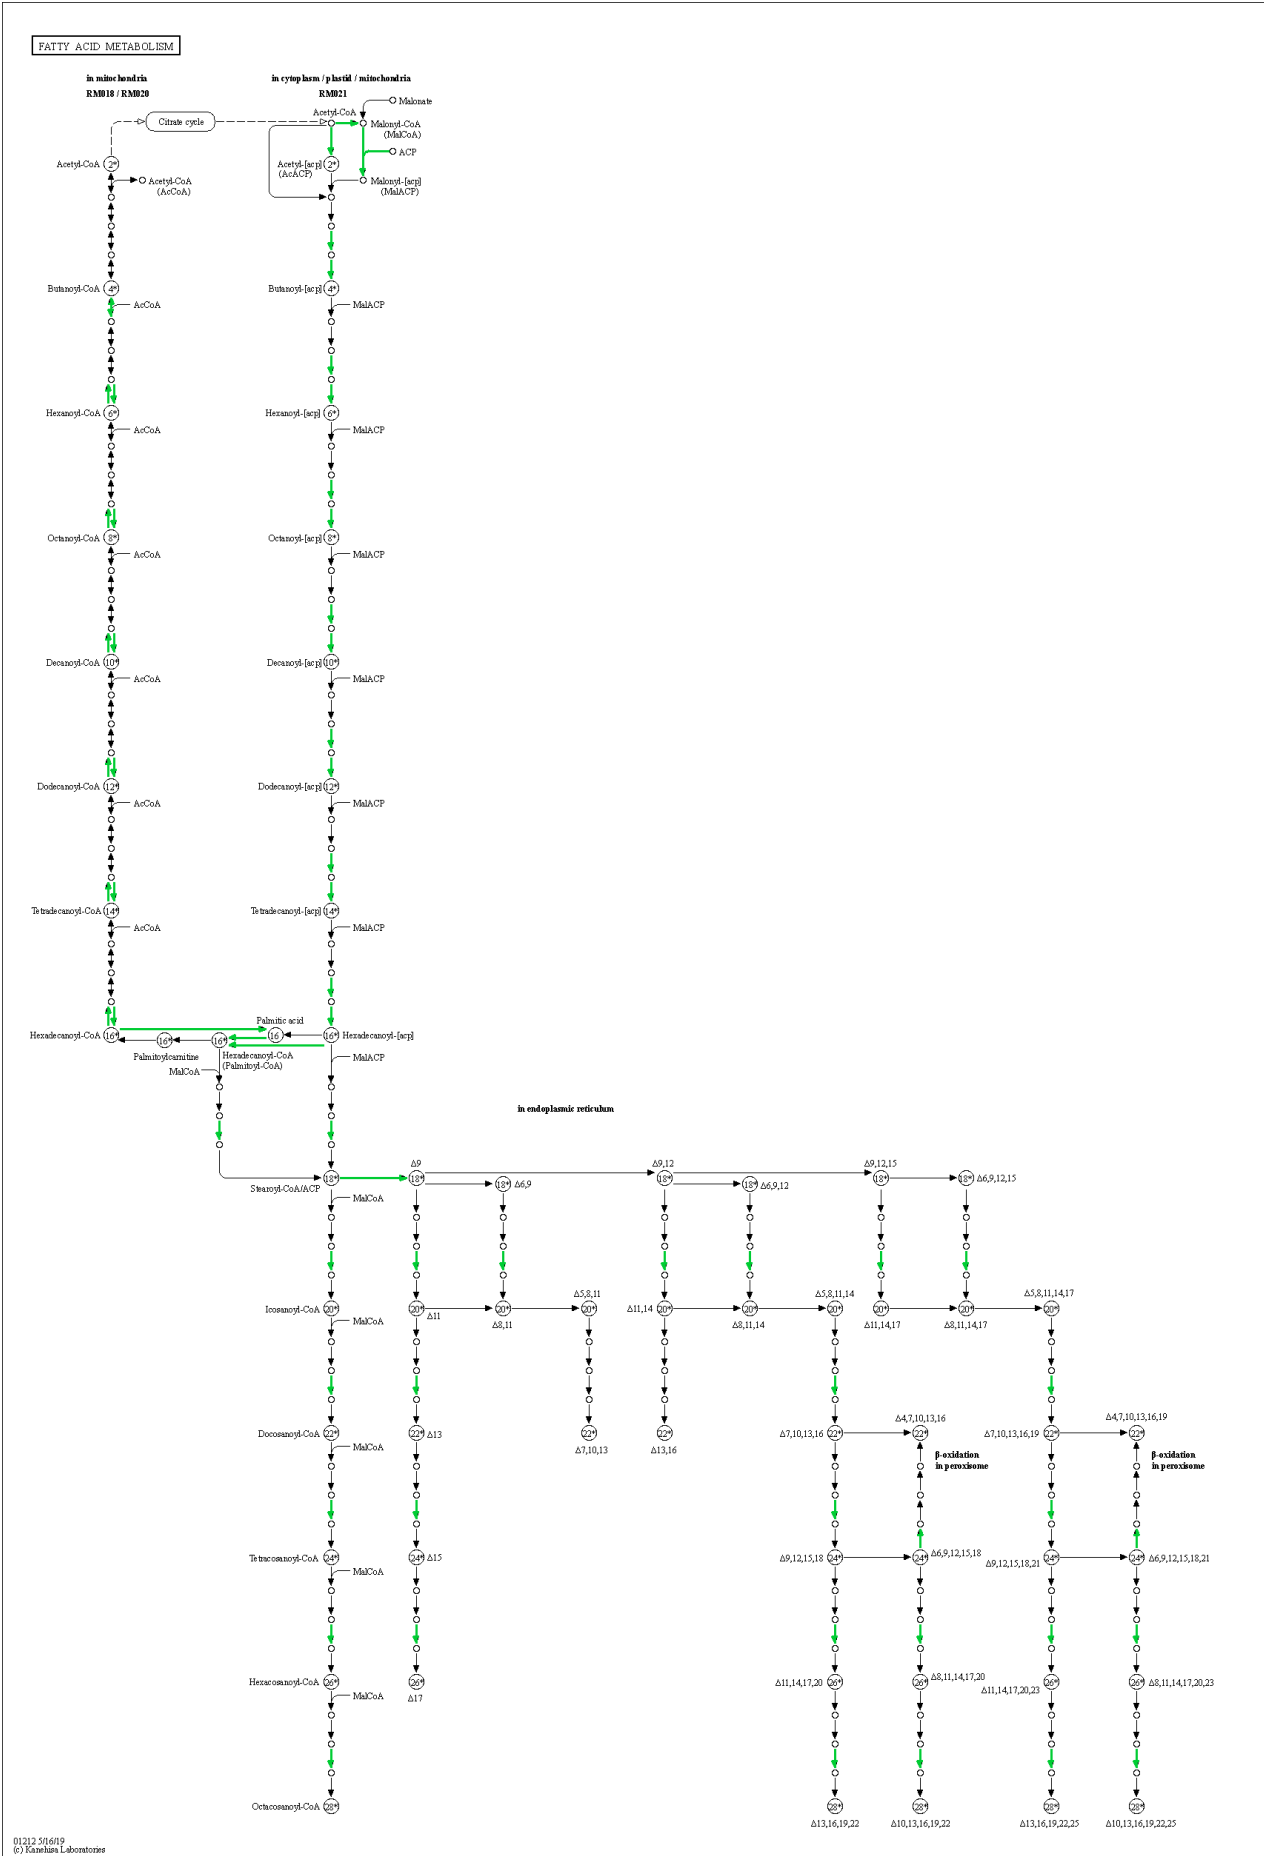 FATTY ACID METABOLISM
in mitochondria
RM018 / RM020
in cytoplasm / plastid / mitochondria
RM021
Malonate
Acetyl-CoA
Citrate cycle
Malonyl-CoA
(MalCoA)
ACP
Acetyl-CoA 2*
Acetyl-[acp] 2*
(AcACP)
Acetyl-CoA
(AcCoA)
Malonyl-[acp]
(MalACP)
Butanoyl-CoA 4*
Butanoyl-[acp] 4*
AcCoA
MalACP
Hexanoyl-CoA 6*
Hexanoyl-[acp] 6*
AcCoA
MalACP
Octanoyl-CoA 8*
Octanoyl-[acp] 8*
AcCoA
MalACP
Decanoyl-CoA 10*
Decanoyl-[acp] 10*
AcCoA
MalACP
Dodecanoyl-CoA 12*
Dodecanoyl-[acp] 12*
AcCoA
MalACP
Tetradecanoyl-CoA 14*
Tetradecanoyl-[acp] 14*
AcCoA
MalACP
Palmitic acid
Hexadecanoyl-CoA 16*
16*
16*
16
16* Hexadecanoyl-[acp]
Palmitoylcarnitine
Hexadecanoyl-CoA
(Palmitoyl-CoA)
MalACP
MalCoA
in endoplasmic reticulum
Δ9
Δ9,12
Δ9,12,15
18*
18*
18* Δ6,9
18*
18* Δ6,9,12
18*
18* Δ6,9,12,15
Stearoyl-CoA/ACP
MalCoA
Δ5,8,11
Δ5,8,11,14
Δ5,8,11,14,17
Icosanoyl-CoA 20*
20* Δ11
20*
20*
Δ11,14 20*
20*
20*
20*
20*
20*
Δ8,11
Δ8,11,14
Δ11,14,17
Δ8,11,14,17
MalCoA
Δ4,7,10,13,16
Δ4,7,10,13,16,19
Docosanoyl-CoA 22*
22* Δ13
22*
22*
Δ7,10,13,16 22*
22*
Δ7,10,13,16,19 22*
22*
Δ7,10,13
Δ13,16
MalCoA
β-oxidation
in peroxisome
β-oxidation
in peroxisome
Tetracosanoyl-CoA 24*
24* Δ15
Δ9,12,15,18 24*
24* Δ6,9,12,15,18
Δ9,12,15,18,21 24*
24* Δ6,9,12,15,18,21
MalCoA
Hexacosanoyl-CoA 26*
26*
Δ17
Δ11,14,17,20 26*
26* Δ8,11,14,17,20
Δ11,14,17,20,23 26*
26* Δ8,11,14,17,20,23
MalCoA
Octacosanoyl-CoA 28*
28*
28*
28*
28*
Δ13,16,19,22
Δ10,13,16,19,22
Δ13,16,19,22,25
Δ10,13,16,19,22,25
01212 5/16/19
(c) Kanehisa Laboratories